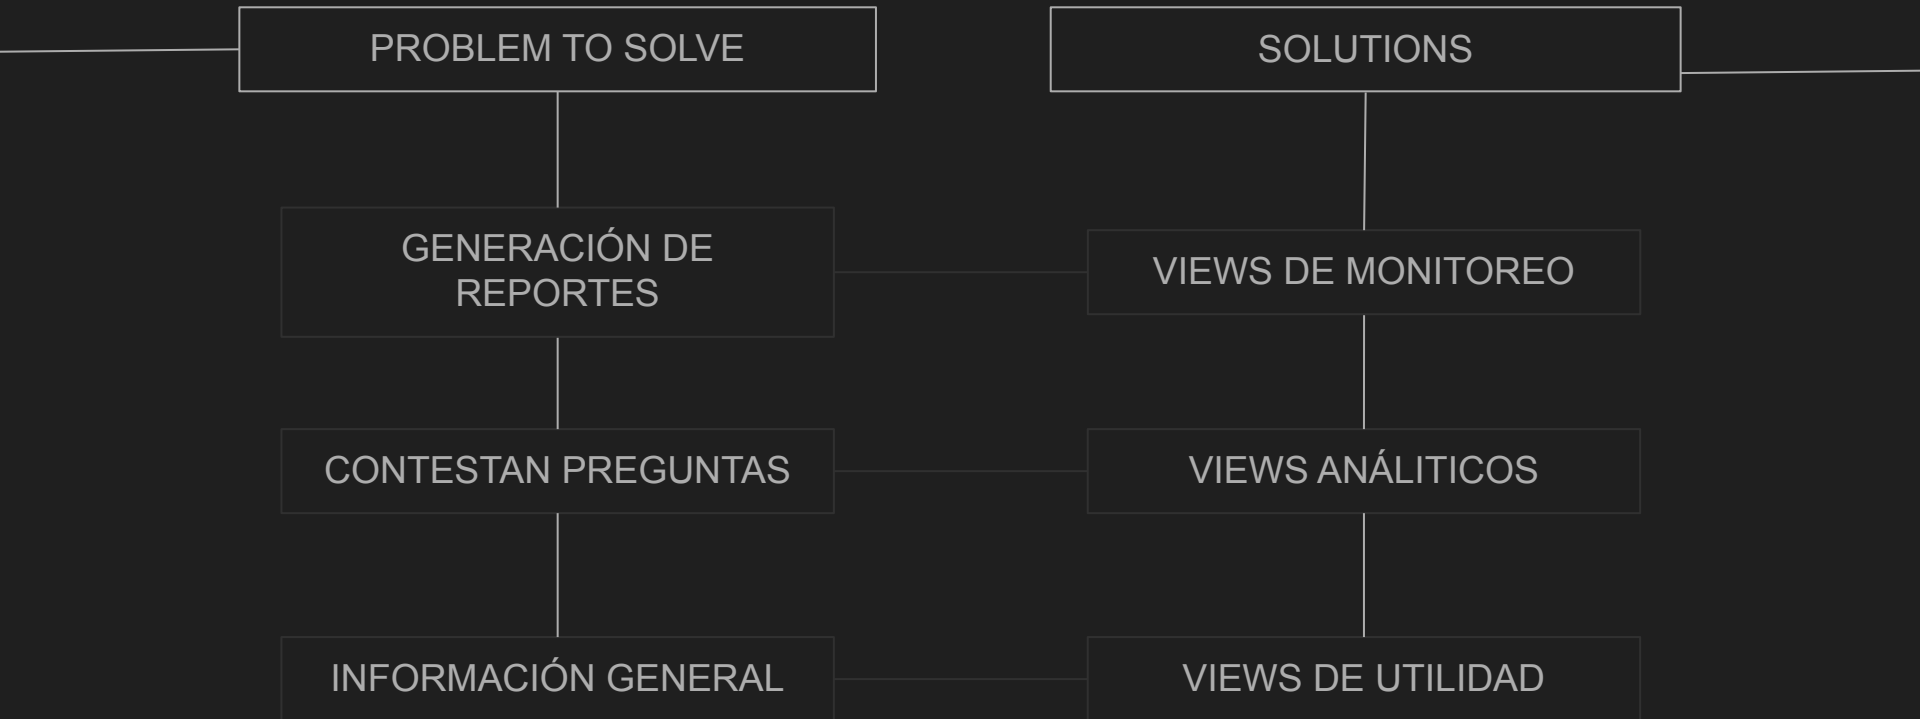 PROBLEM TO SOLVE
SOLUTIONS
GENERACIÓN DE
REPORTES
VIEWS DE MONITOREO
CONTESTAN PREGUNTAS
VIEWS ANÁLITICOS
INFORMACIÓN GENERAL
VIEWS DE UTILIDAD